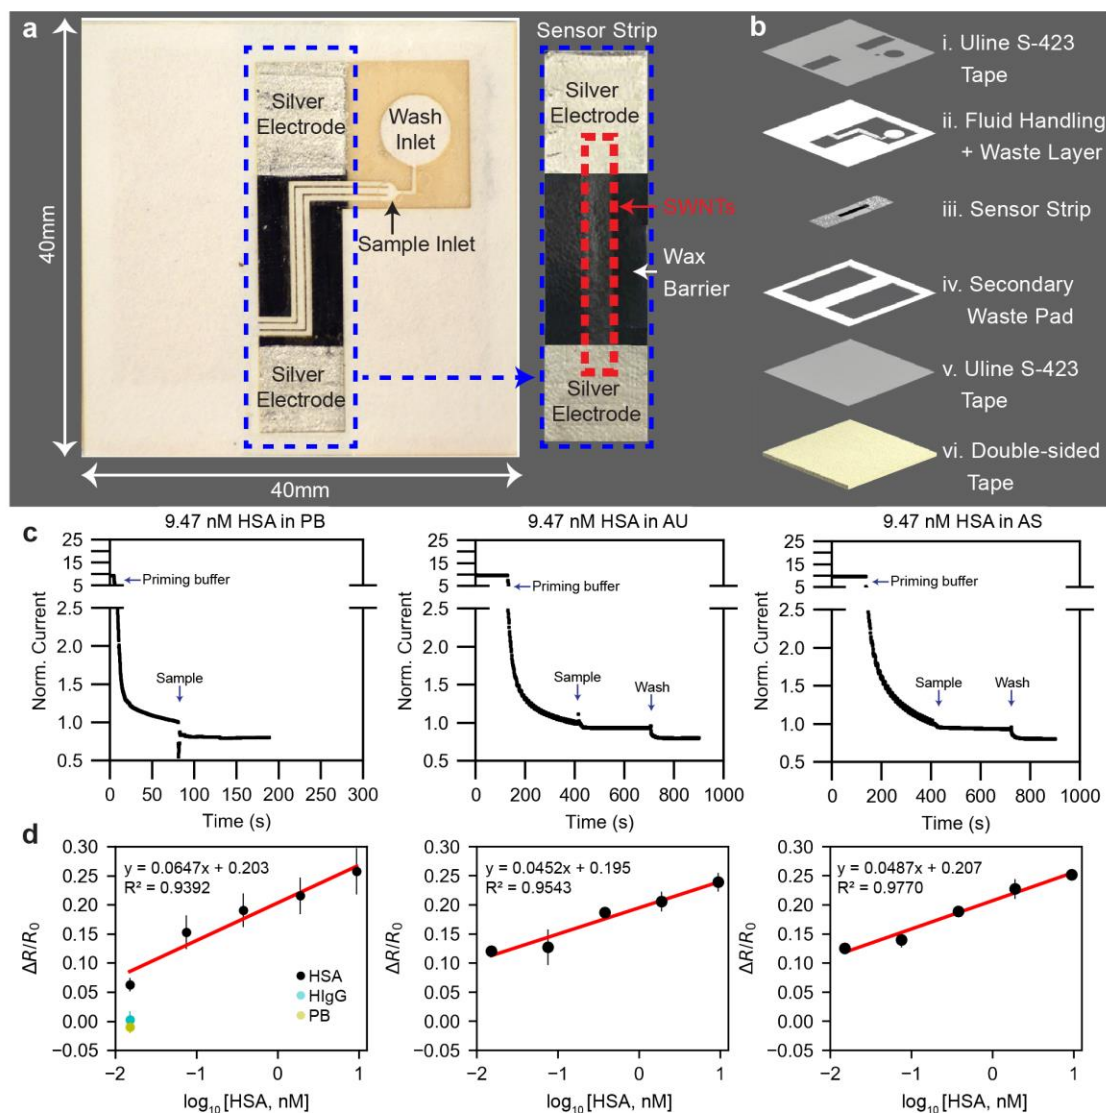 a
40mm
40mm
Silver
Electrode
Wash
Inlet
Sample Inlet
Silver
Electrode
Sensor Strip
Silver
Electrode
SWNTs
Wax
Barrier
Silver
Electrode
b
i. Uline S-423
Tape
ii. Fluid Handling
+ Waste Layer
iii. Sensor Strip
iv. Secondary
Waste Pad
v. Uline S-423
Tape
vi. Double-sided
Tape
c
9.47 nM HSA in PB
25
15
5
2.5
2.0
1.5
1.0
0.5
Norm. Current
Priming buffer
Sample
0 50 100 150 200 250 300
Time (s)
9.47 nM HSA in AU
25
15
5
2.5
2.0
1.5
1.0
0.5
Norm. Current
Priming buffer
Sample
Wash
0 200 400 600 800 1000
Time (s)
9.47 nM HSA in AS
25
15
5
2.5
2.0
1.5
1.0
0.5
Norm. Current
Priming buffer
Sample
Wash
0 200 400 600 800 1000
Time (s)
d
0.30
0.25
0.20
0.15
0.10
0.05
0.00
−0.05
ΔR/R₀
y = 0.0647x + 0.203
R² = 0.9392
HSA
HIgG
PB
−2 −1 0 1
log₁₀[HSA, nM]
0.30
0.25
0.20
0.15
0.10
0.05
0.00
−0.05
ΔR/R₀
y = 0.0452x + 0.195
R² = 0.9543
−2 −1 0 1
log₁₀[HSA, nM]
0.30
0.25
0.20
0.15
0.10
0.05
0.00
−0.05
ΔR/R₀
y = 0.0487x + 0.207
R² = 0.9770
−2 −1 0 1
log₁₀[HSA, nM]